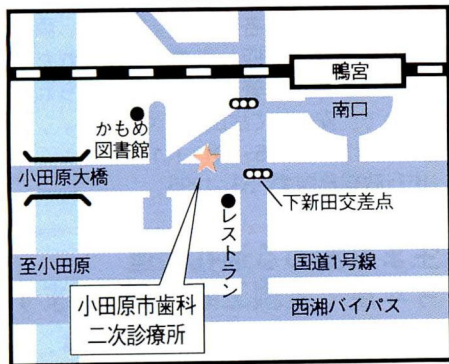 鴨宮
南口
かもめ
図書館
小田原大橋
下新田交差点
レストラン
至小田原
国道1号線
小田原市歯科
二次診療所
西湘バイパス